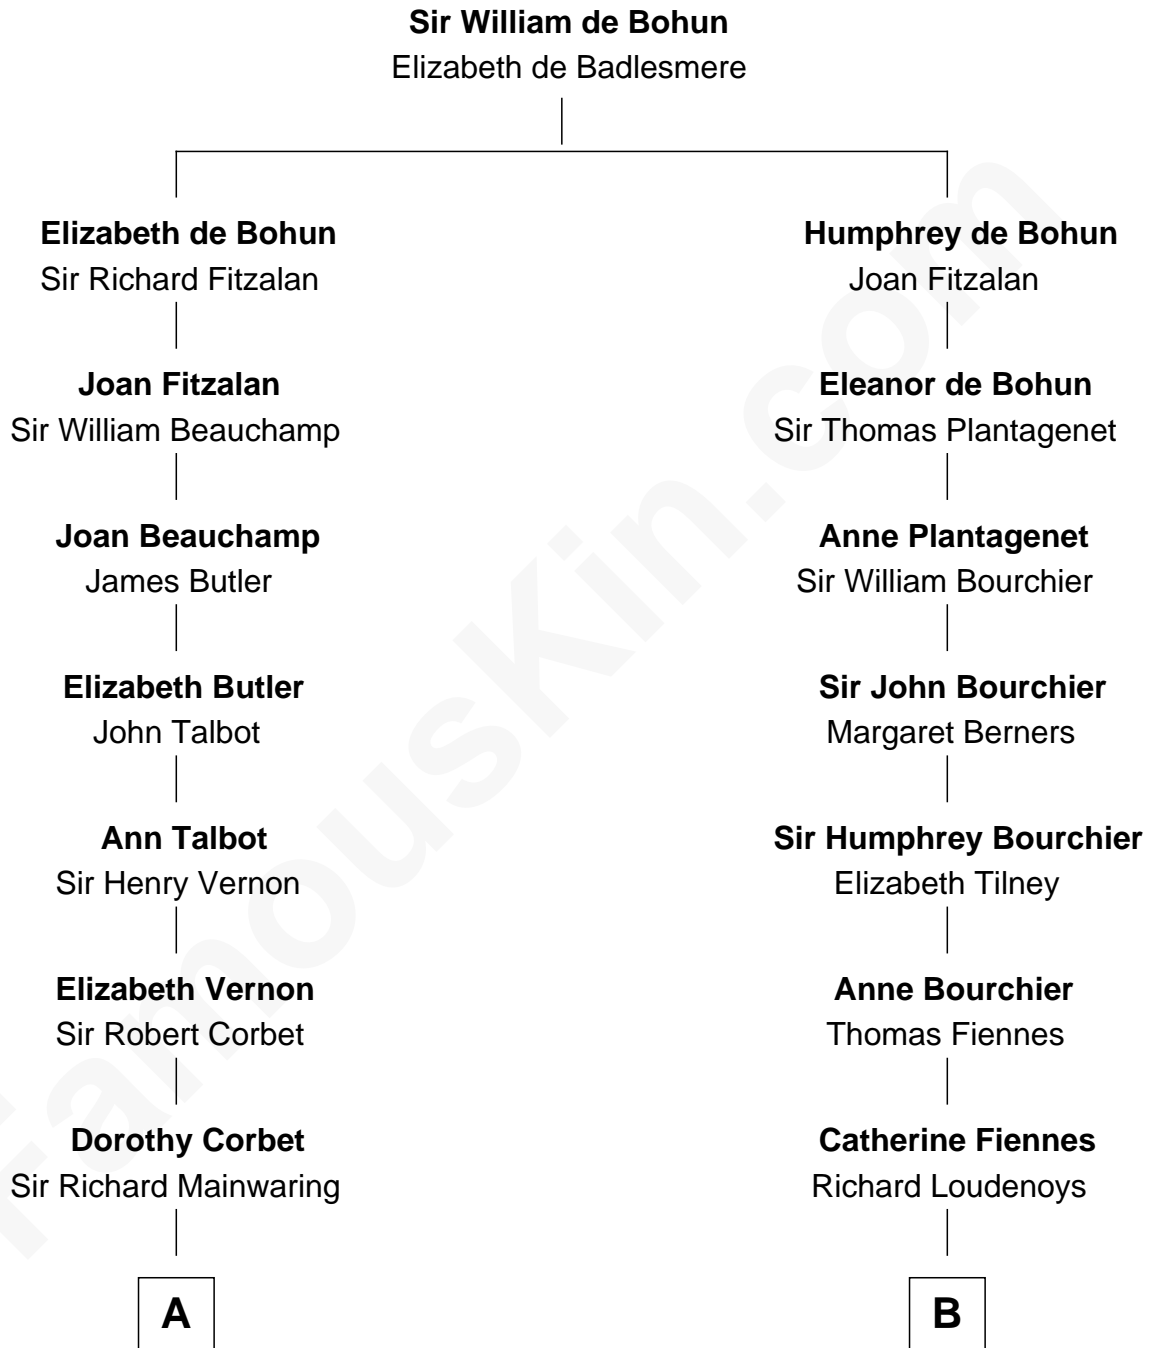 Sir William de Bohun
Elizabeth de Badlesmere
Elizabeth de Bohun
Sir Richard Fitzalan
Humphrey de Bohun
Joan Fitzalan
Joan Fitzalan
Sir William Beauchamp
Eleanor de Bohun
Sir Thomas Plantagenet
Joan Beauchamp
James Butler
Anne Plantagenet
Sir William Bourchier
Elizabeth Butler
John Talbot
Sir John Bourchier
Margaret Berners
Ann Talbot
Sir Henry Vernon
Sir Humphrey Bourchier
Elizabeth Tilney
Elizabeth Vernon
Sir Robert Corbet
Anne Bourchier
Thomas Fiennes
Dorothy Corbet
Sir Richard Mainwaring
Catherine Fiennes
Richard Loudenoys
A
B
FamousKin.com